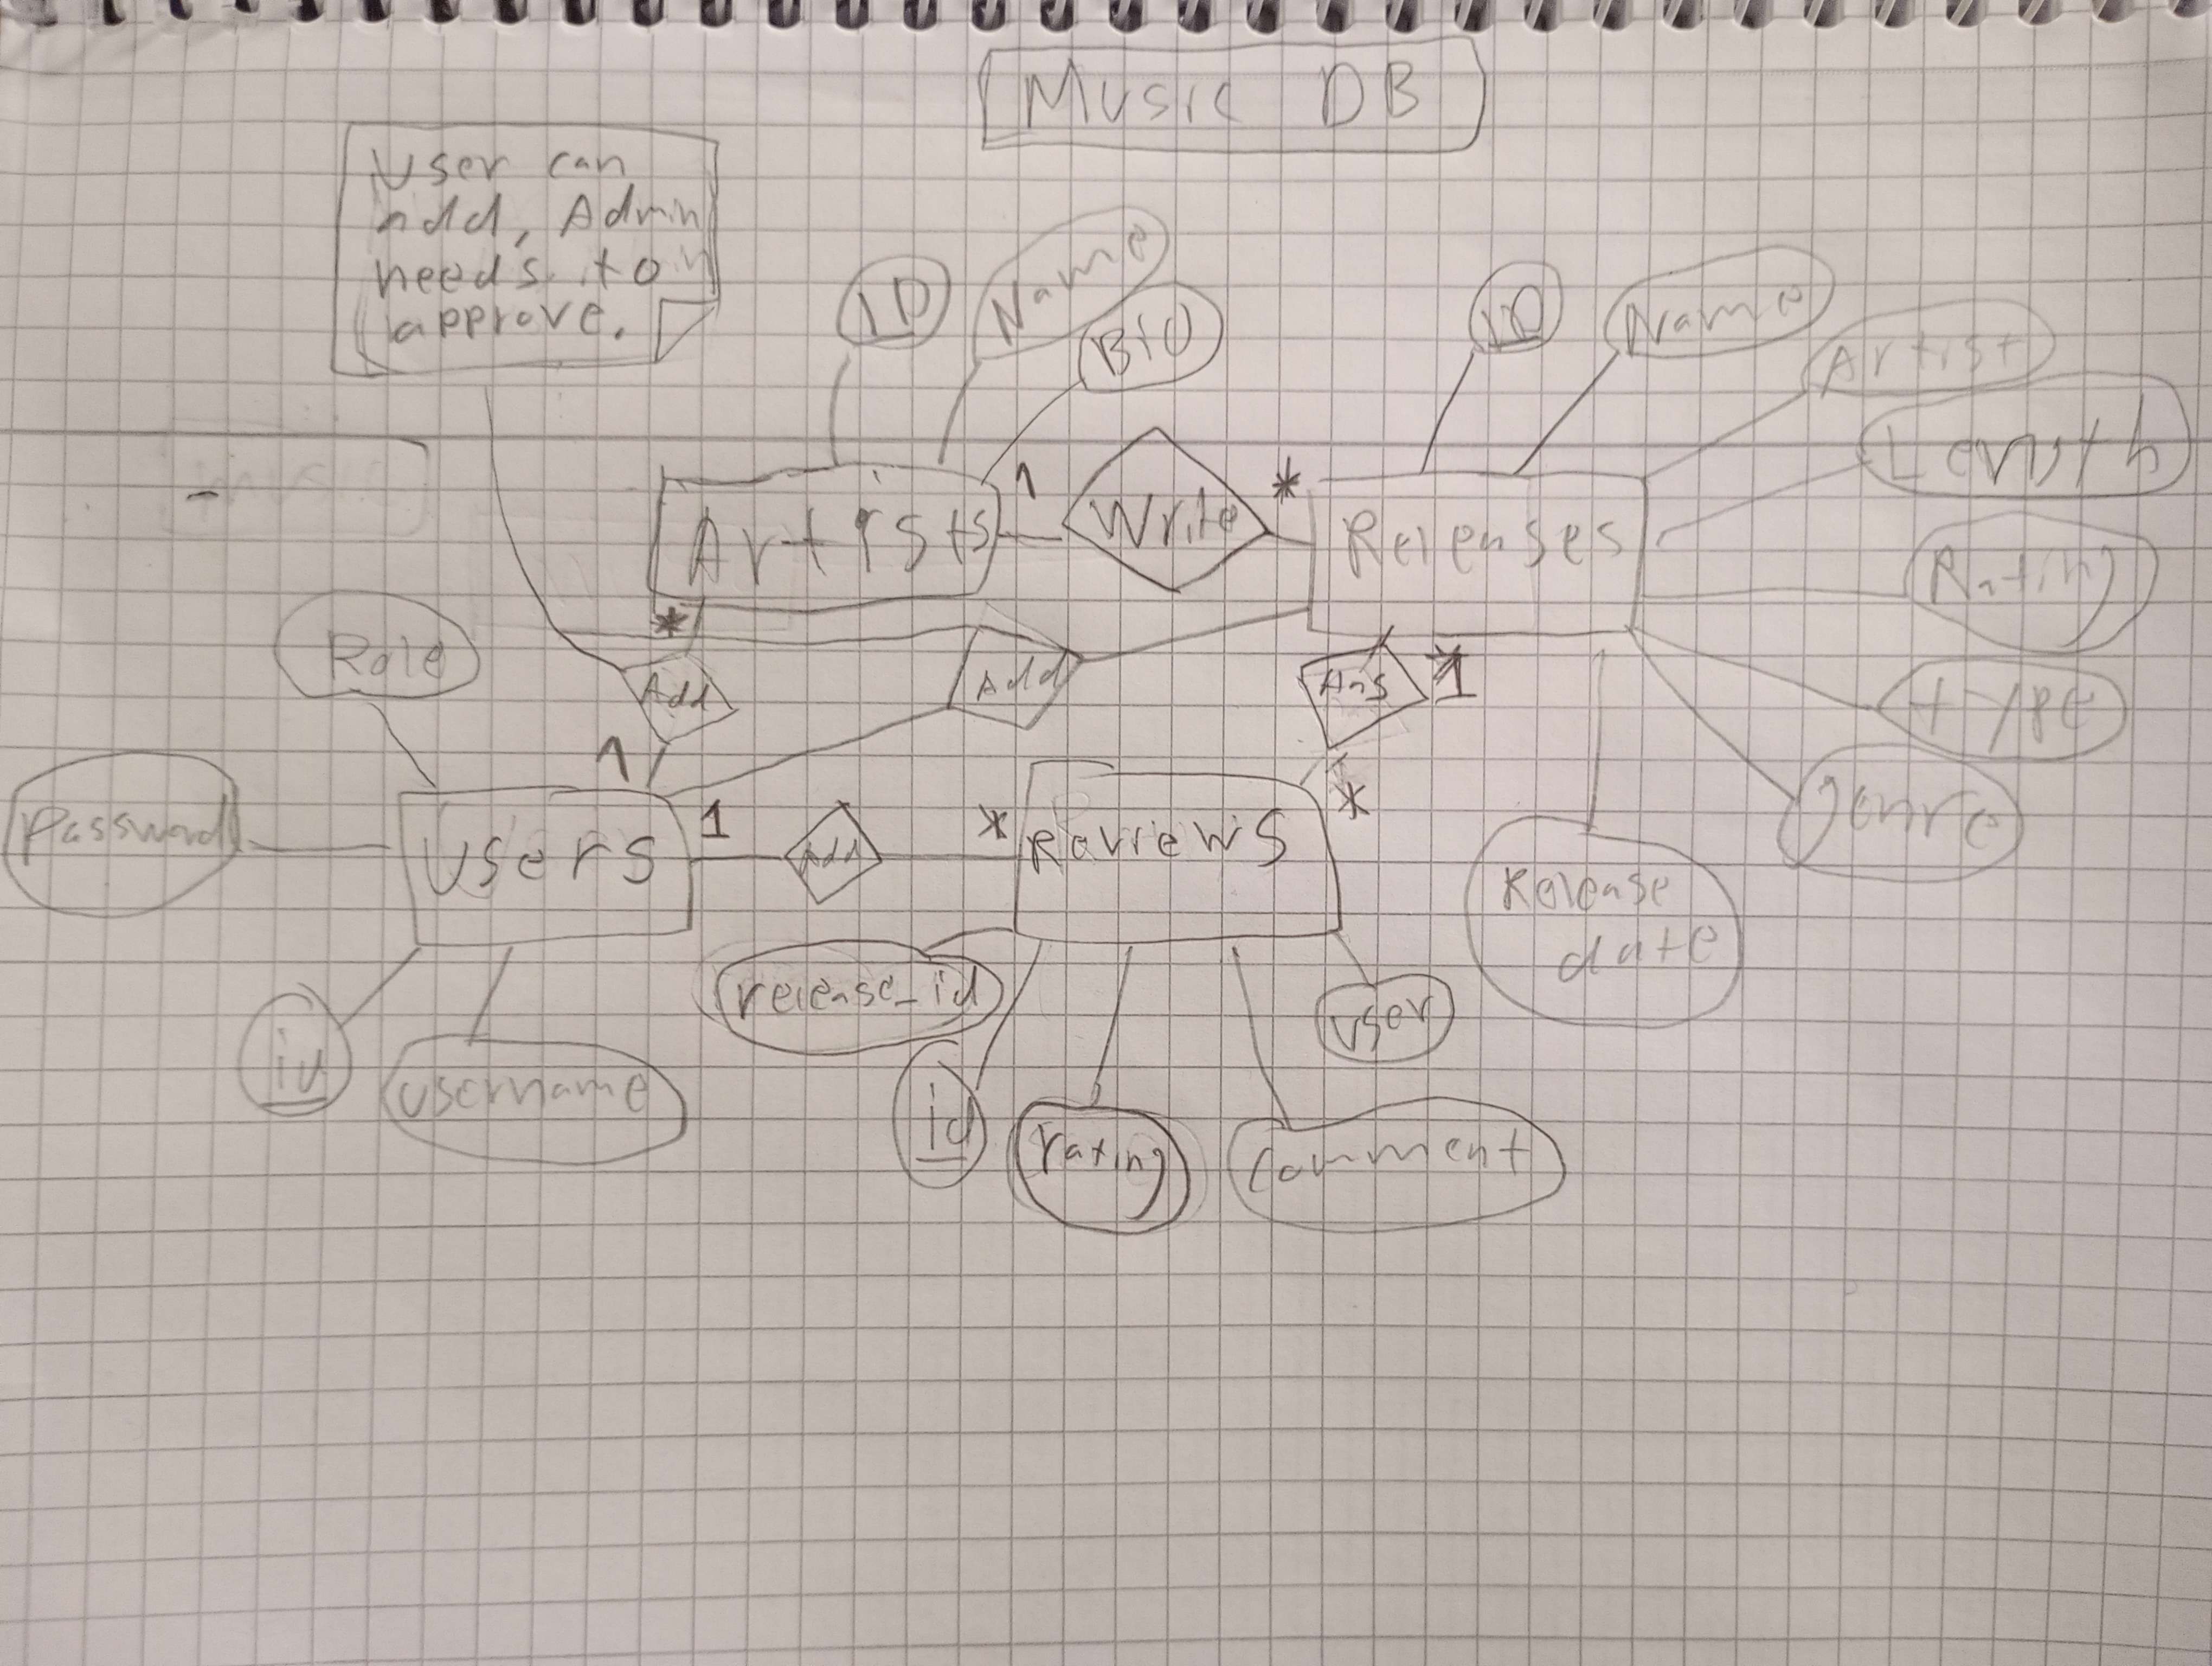 Music DB
User can
add, Admin
needs to
approve.
ID
Name
Bio
ID
Name
Artist
Length
Artists
1
Write
*
Releases
Rating
*
Add
Add
Has
1
Role
type
1
genre
Password
Users
1
Add
*
Reviews
*
Release
date
release_id
user
id
username
id
rating
comment